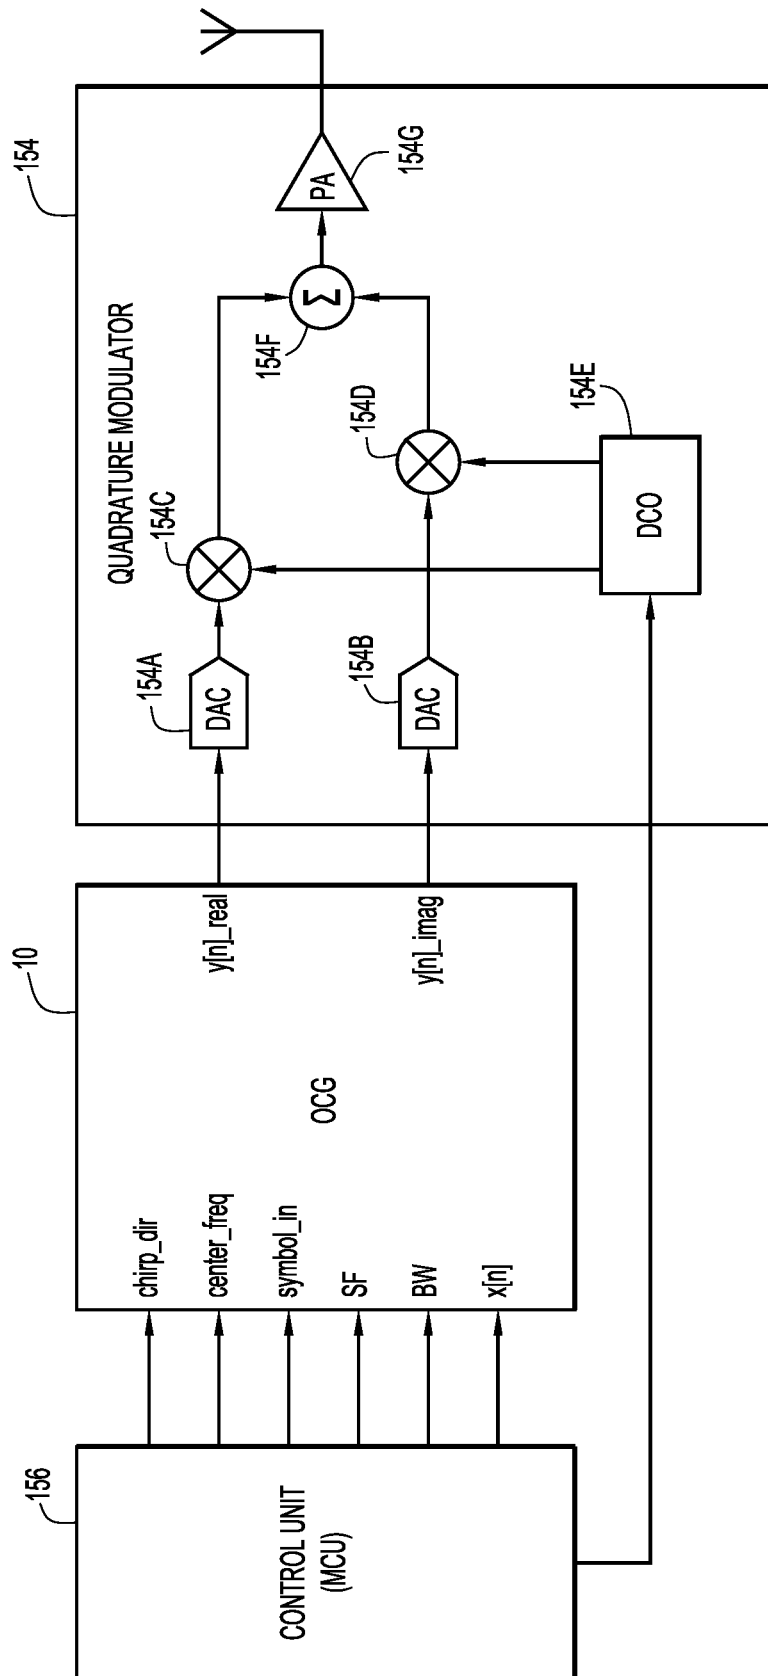 156
CONTROL UNIT
(MCU)
10
chirp_dir
center_freq
symbol_in
SF
BW
x[n]
OCG
y[n]_real
y[n]_imag
154
QUADRATURE MODULATOR
154A
DAC
154B
DAC
154C
154D
154E
DCO
154F
Σ
PA
154G